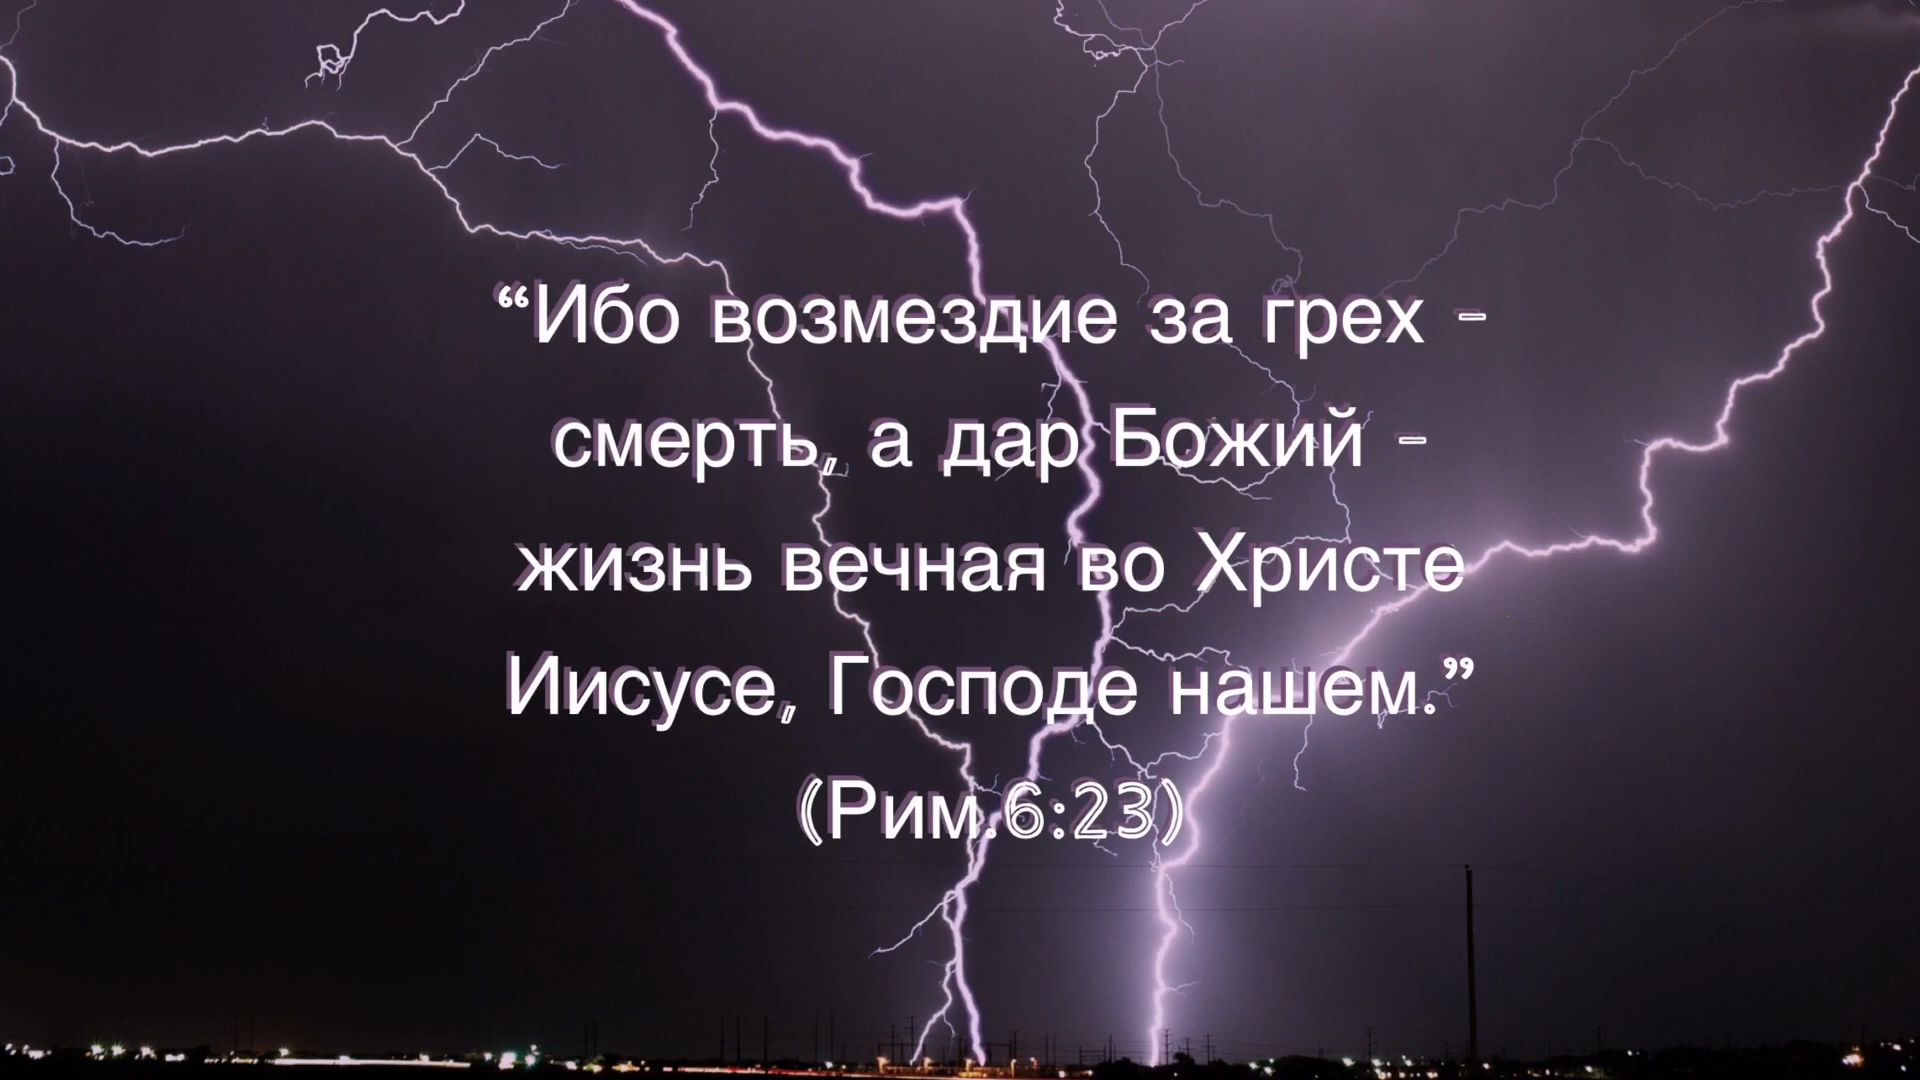 “Ибо возмездие за грех -
смерть, а дар Божий -
жизнь вечная во Христе
Иисусе, Господе нашем.”
(Рим.6:23)